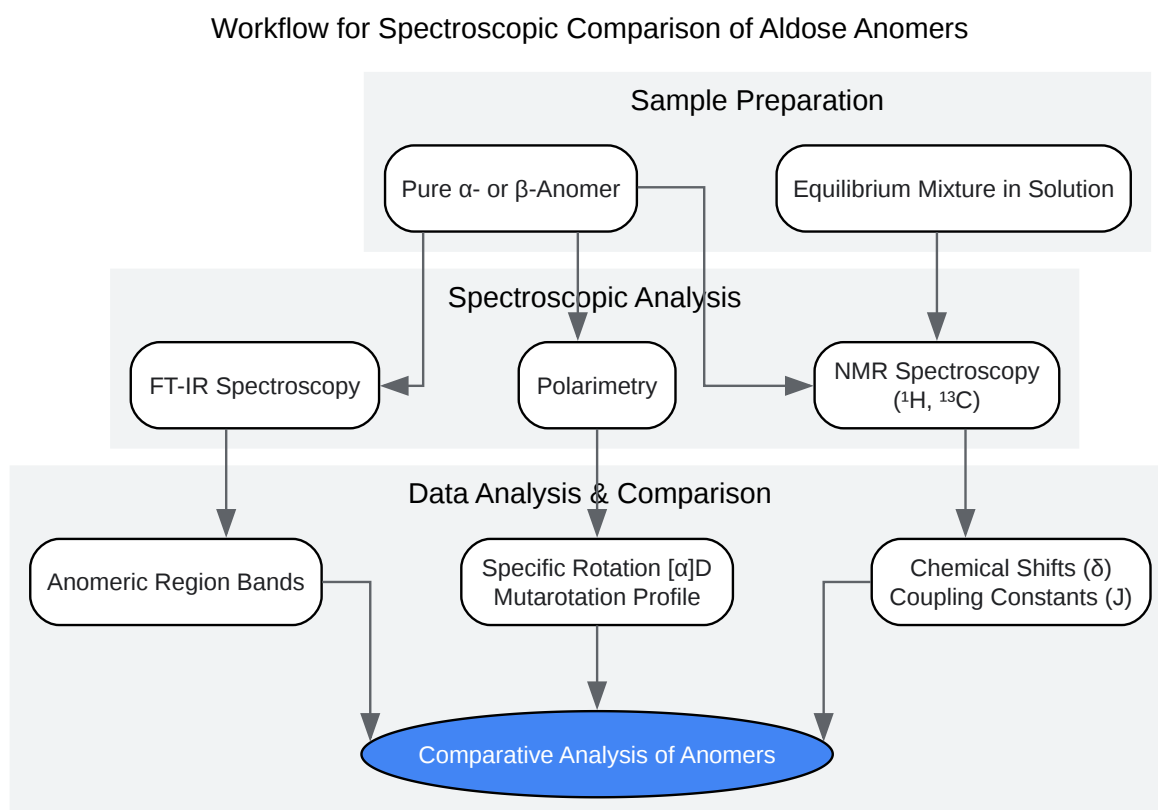 Workflow for Spectroscopic Comparison of Aldose Anomers
Sample Preparation
Pure α- or β-Anomer
Equilibrium Mixture in Solution
Spectroscopic Analysis
FT-IR Spectroscopy
Polarimetry
NMR Spectroscopy
(¹H, ¹³C)
Data Analysis & Comparison
Anomeric Region Bands
Specific Rotation [α]D
Mutarotation Profile
Chemical Shifts (δ)
Coupling Constants (J)
Comparative Analysis of Anomers